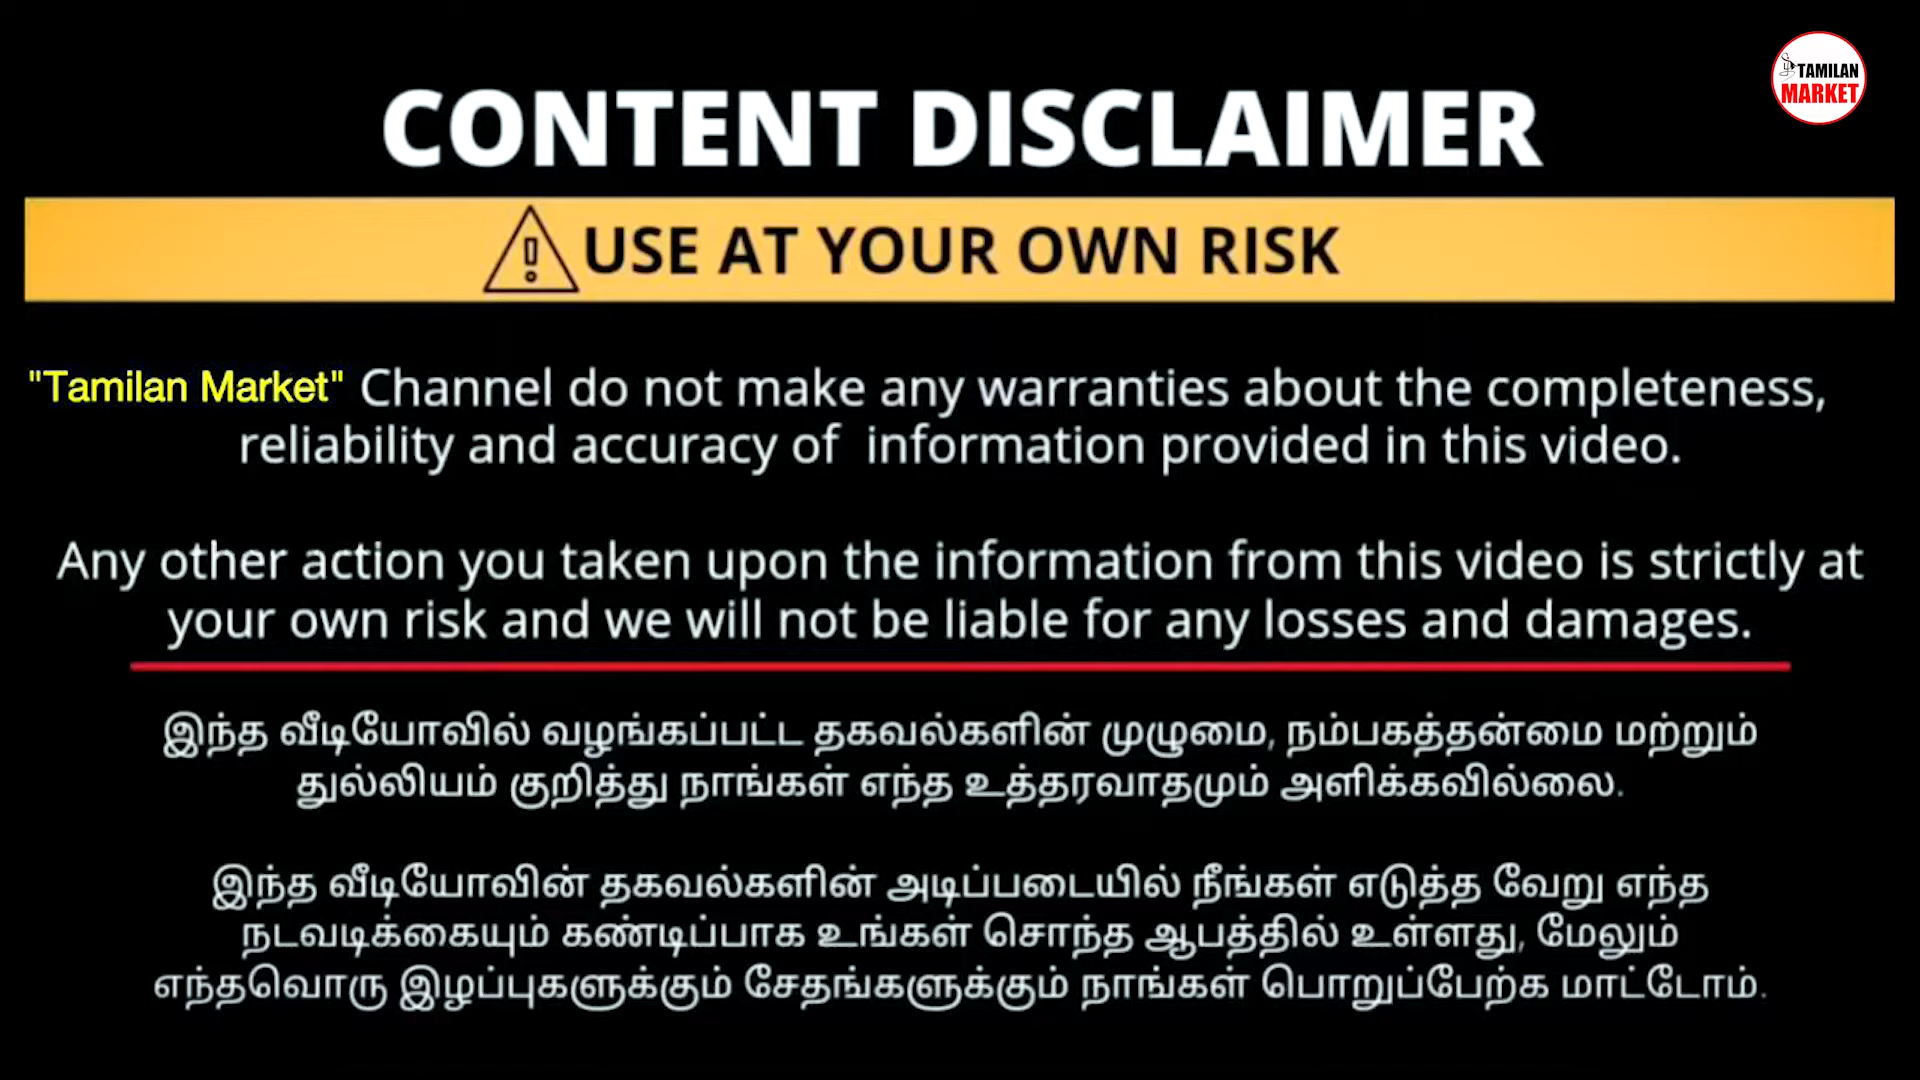 TAMILAN
MARKET
CONTENT DISCLAIMER
USE AT YOUR OWN RISK
"Tamilan Market" Channel do not make any warranties about the completeness,
reliability and accuracy of information provided in this video.
Any other action you taken upon the information from this video is strictly at
your own risk and we will not be liable for any losses and damages.
இந்த வீடியோவில் வழங்கப்பட்ட தகவல்களின் முழுமை, நம்பகத்தன்மை மற்றும்
துல்லியம் குறித்து நாங்கள் எந்த உத்தரவாதமும் அளிக்கவில்லை.
இந்த வீடியோவின் தகவல்களின் அடிப்படையில் நீங்கள் எடுத்த வேறு எந்த
நடவடிக்கையும் கண்டிப்பாக உங்கள் சொந்த ஆபத்தில் உள்ளது, மேலும்
எந்தவொரு இழப்புகளுக்கும் சேதங்களுக்கும் நாங்கள் பொறுப்பேற்க மாட்டோம்.